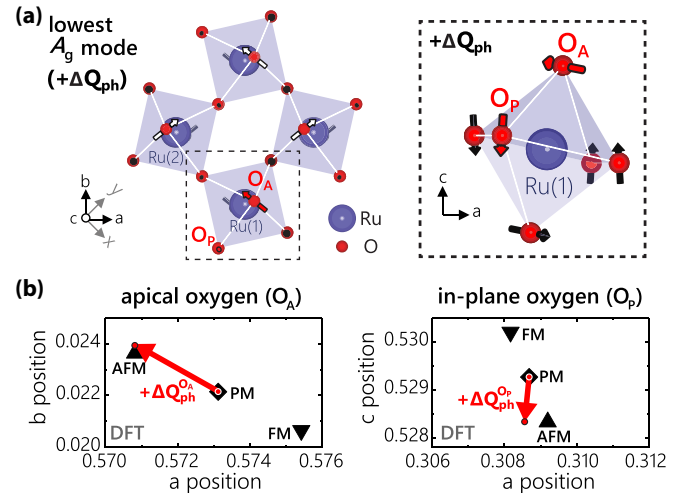 (a) lowest
A_g mode
(+ΔQ_ph)
Ru(2)
O_A
Ru(1)
O_P
b
y
c
a
x
Ru
O
+ΔQ_ph
O_A
O_P
Ru(1)
c
a
(b)
apical oxygen (O_A)
0.024
0.022
0.020
b position
AFM
+ΔQ_ph^{O_A}
PM
FM
DFT
0.570 0.572 0.574 0.576
a position
in-plane oxygen (O_P)
0.530
0.529
0.528
c position
FM
PM
+ΔQ_ph^{O_P}
AFM
DFT
0.306 0.308 0.310 0.312
a position